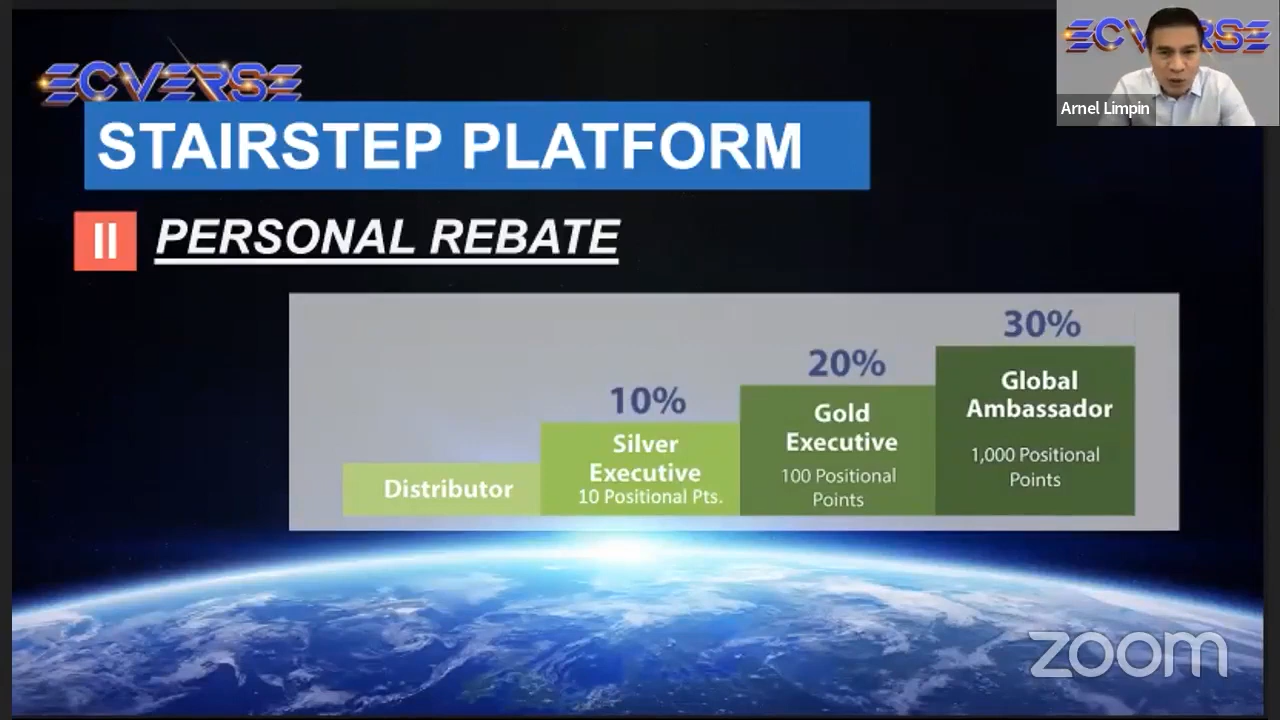 ECVERSE
ECVERSE
Arnel Limpin
STAIRSTEP PLATFORM
II PERSONAL REBATE
30%
20%
10%
Global
Ambassador
1,000 Positional
Points
Gold
Executive
100 Positional
Points
Silver
Executive
10 Positional Pts.
Distributor
zoom